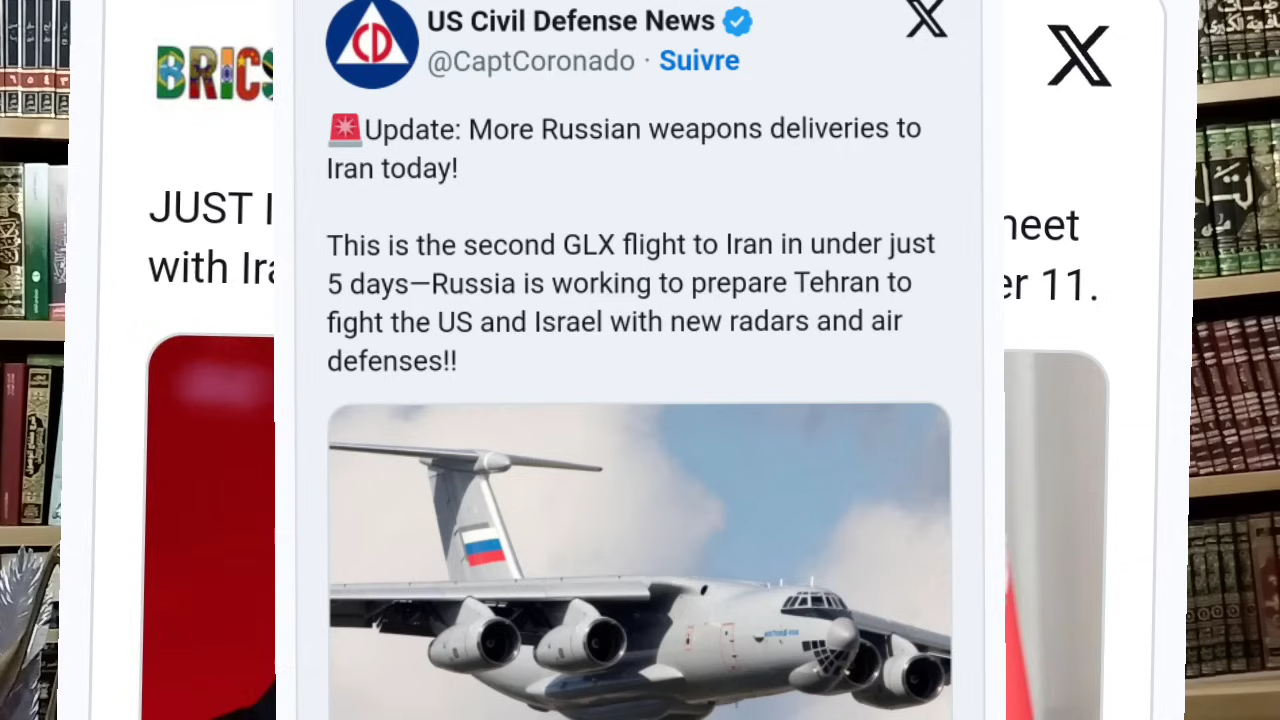 BRICS
US Civil Defense News
@CaptCoronado · Suivre
🚨Update: More Russian weapons deliveries to
Iran today!
This is the second GLX flight to Iran in under just
5 days—Russia is working to prepare Tehran to
fight the US and Israel with new radars and air
defenses!!
JUST
with Ira
neet
er 11.
CD